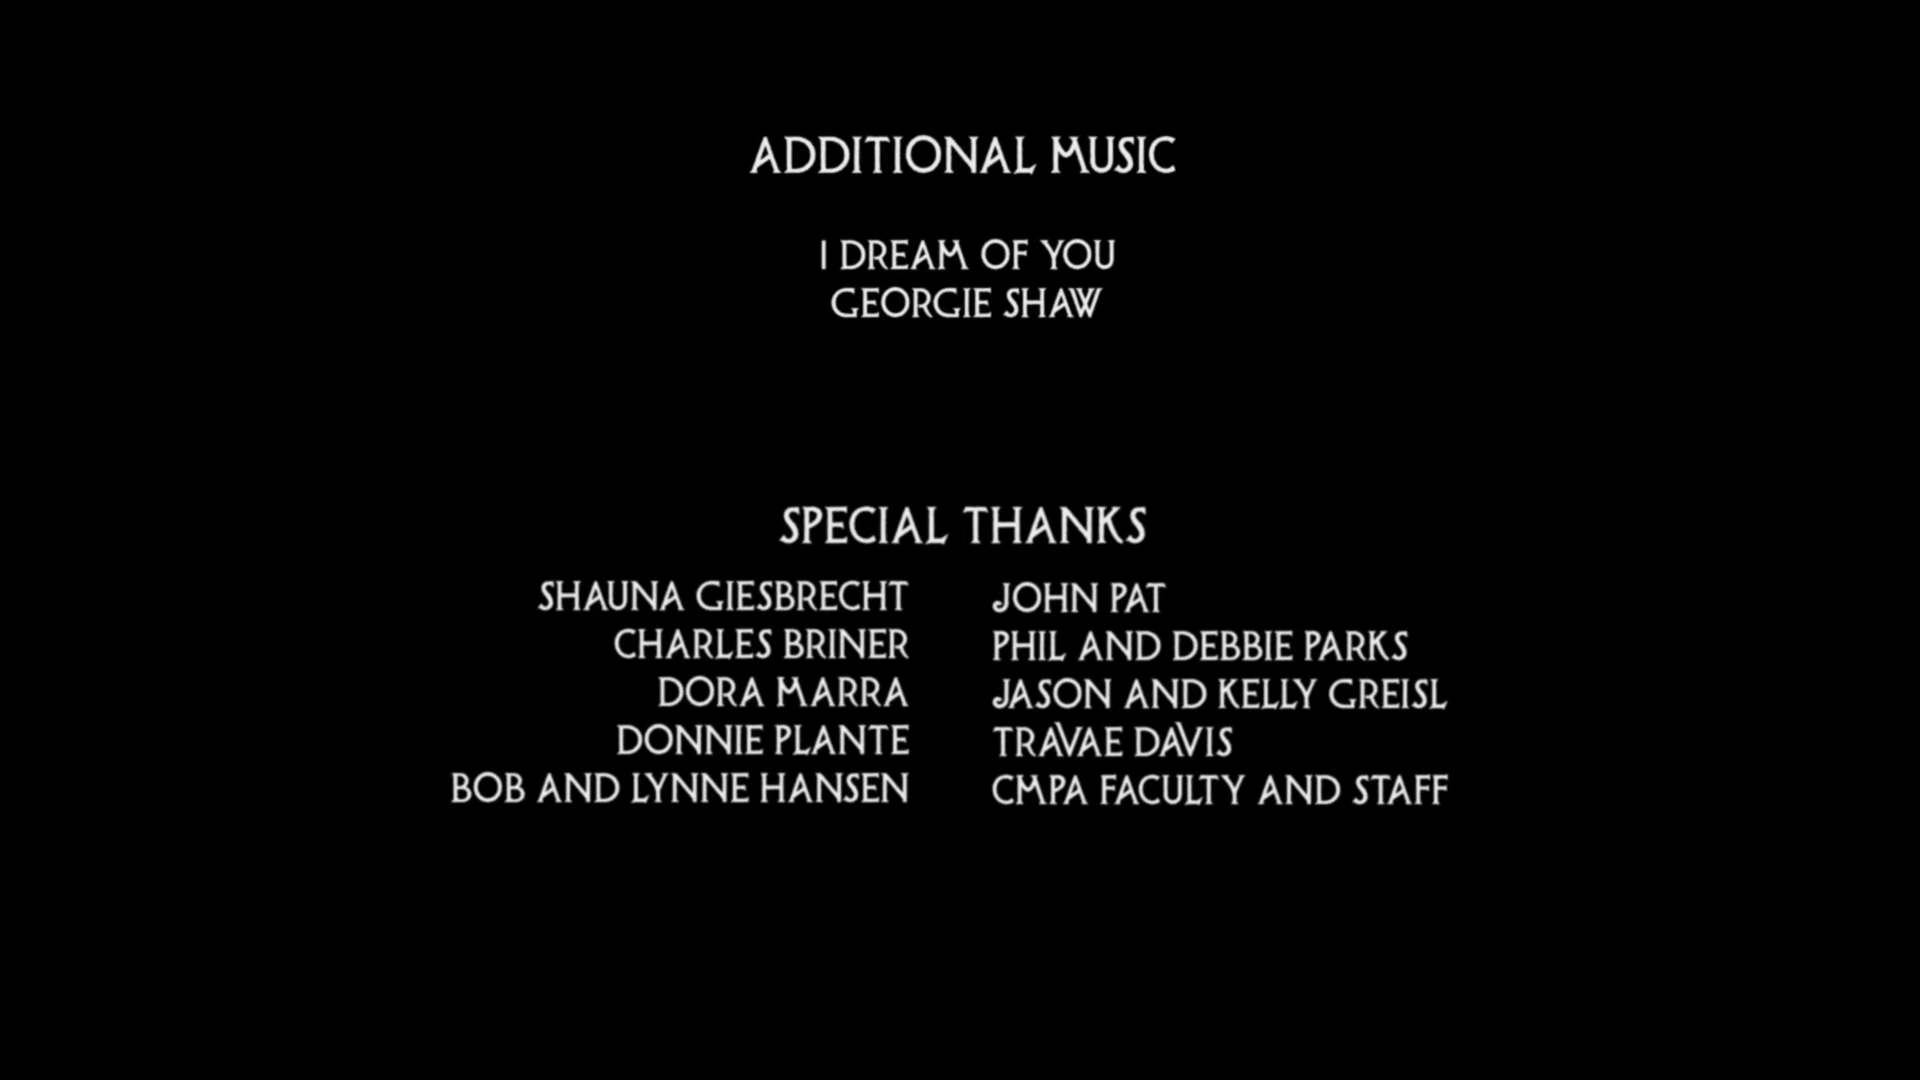 ADDITIONAL MUSIC
I DREAM OF YOU
GEORGIE SHAW
SPECIAL THANKS
SHAUNA GIESBRECHT
CHARLES BRINER
DORA MARRA
DONNIE PLANTE
BOB AND LYNNE HANSEN
JOHN PAT
PHIL AND DEBBIE PARKS
JASON AND KELLY GREISL
TRAVAE DAVIS
CMPA FACULTY AND STAFF